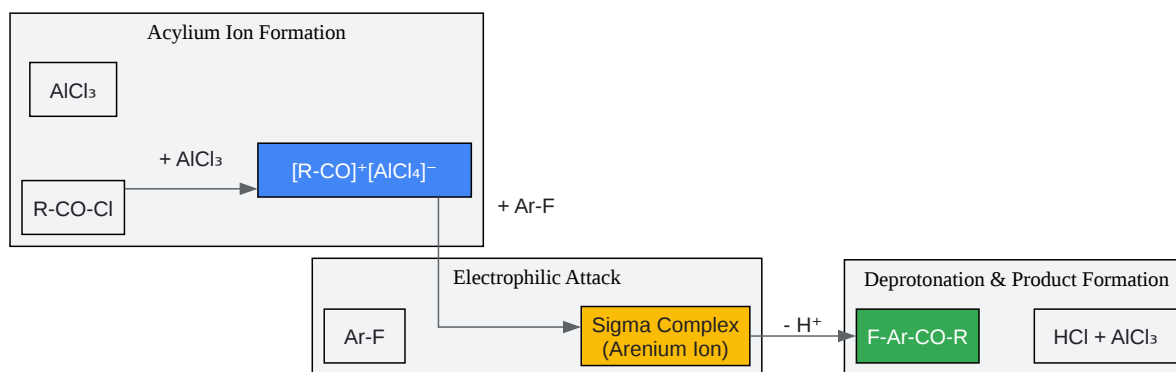 Acylium Ion Formation
AlCl₃
+ AlCl₃
[R-CO]⁺[AlCl₄]⁻
R-CO-Cl
+ Ar-F
Electrophilic Attack
Ar-F
Sigma Complex
(Arenium Ion)
- H⁺
Deprotonation & Product Formation
F-Ar-CO-R
HCl + AlCl₃